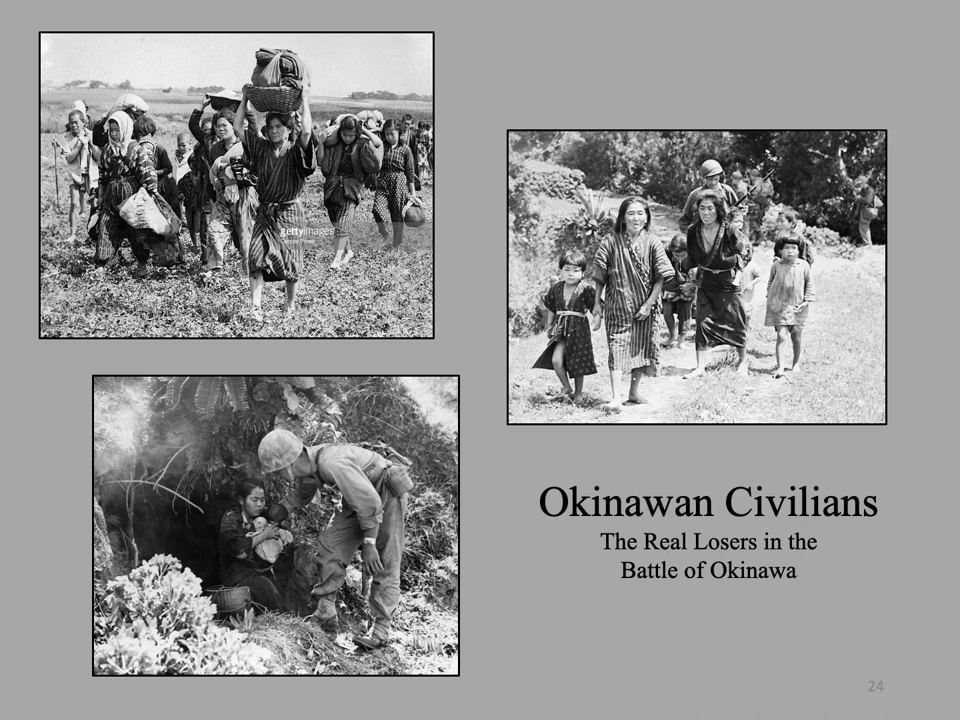 gettyimages
Okinawan Civilians
The Real Losers in the
Battle of Okinawa
24